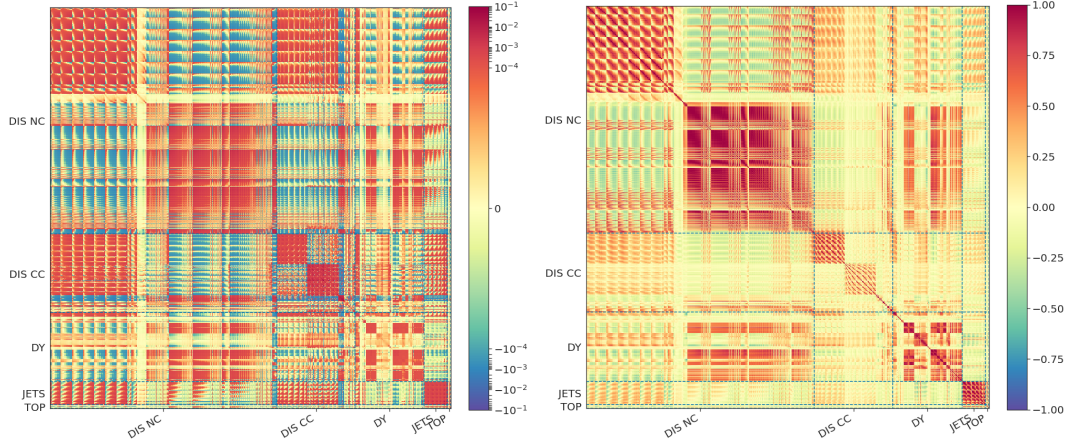 DIS NC
DIS CC
DY
JETS
TOP
DIS NC
DIS CC
DY
JETS
TOP
10⁻¹
10⁻²
10⁻³
10⁻⁴
0
−10⁻⁴
−10⁻³
−10⁻²
−10⁻¹
DIS NC
DIS CC
DY
JETS
TOP
DIS NC
DIS CC
DY
JETS
TOP
1.00
0.75
0.50
0.25
0.00
−0.25
−0.50
−0.75
−1.00